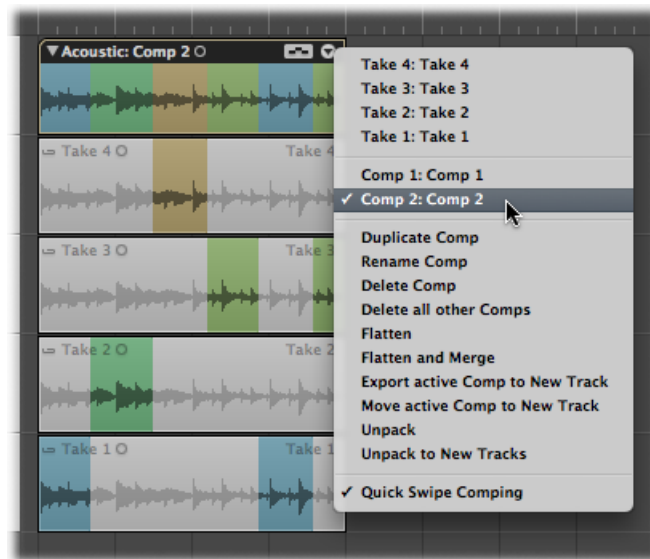 Acoustic: Comp 2
Take 4
Take 4
Take 3
Take 3
Take 2
Take 2
Take 1
Take 1
Take 4: Take 4
Take 3: Take 3
Take 2: Take 2
Take 1: Take 1
Comp 1: Comp 1
✓ Comp 2: Comp 2
Duplicate Comp
Rename Comp
Delete Comp
Delete all other Comps
Flatten
Flatten and Merge
Export active Comp to New Track
Move active Comp to New Track
Unpack
Unpack to New Tracks
✓ Quick Swipe Comping